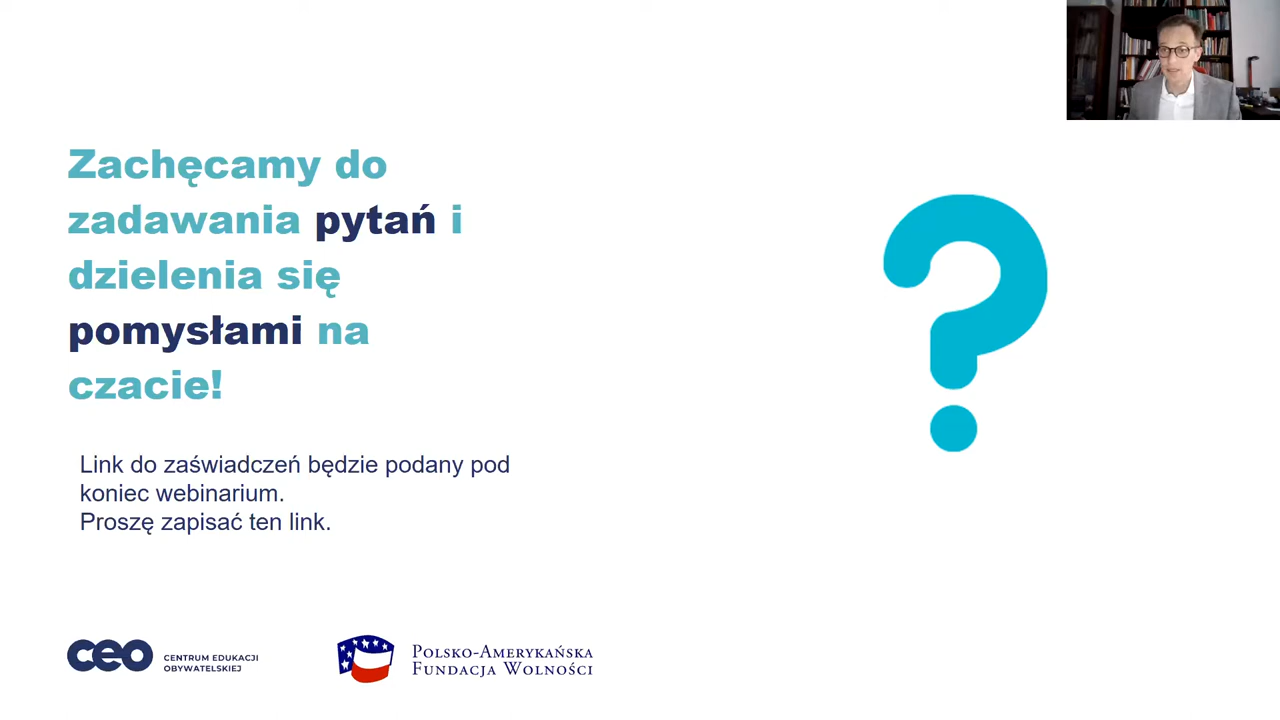 Zachęcamy do
zadawania pytań i
dzielenia się
pomysłami na
czacie!
Link do zaświadczeń będzie podany pod
koniec webinarium.
Proszę zapisać ten link.
ceo CENTRUM EDUKACJI
OBYWATELSKIEJ
POLSKO-AMERYKAŃSKA
FUNDACJA WOLNOŚCI
?